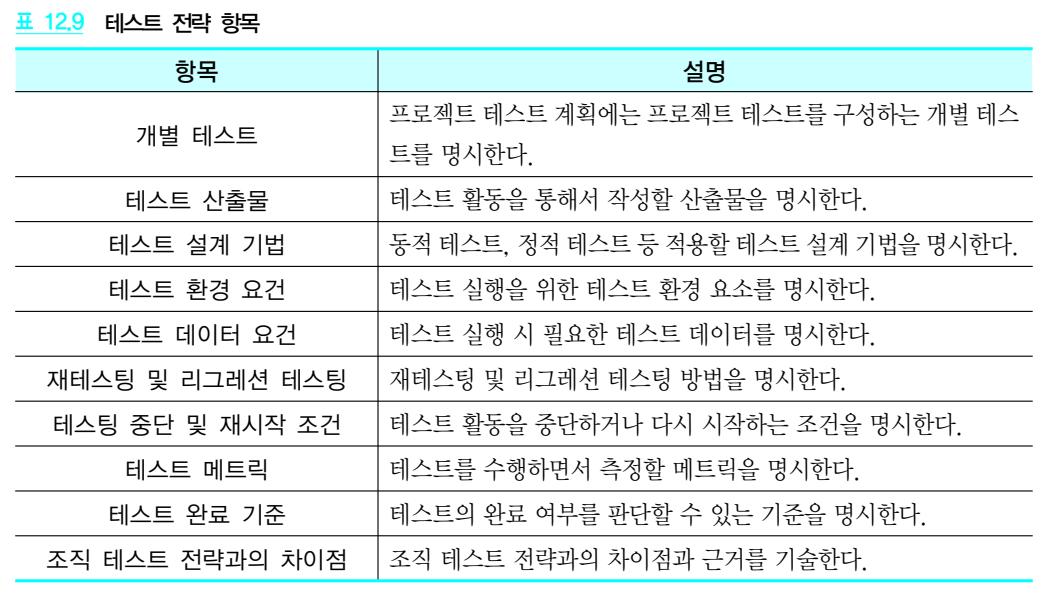 표 12.9 테스트 전략 항목
항목 설명
개별 테스트 프로젝트 테스트 계획에는 프로젝트 테스트를 구성하는 개별 테스
트를 명시한다.
테스트 산출물 테스트 활동을 통해서 작성할 산출물을 명시한다.
테스트 설계 기법 동적 테스트, 정적 테스트 등 적용할 테스트 설계 기법을 명시한다.
테스트 환경 요건 테스트 실행을 위한 테스트 환경 요소를 명시한다.
테스트 데이터 요건 테스트 실행 시 필요한 테스트 데이터를 명시한다.
재테스팅 및 리그레션 테스팅 재테스팅 및 리그레션 테스팅 방법을 명시한다.
테스팅 중단 및 재시작 조건 테스트 활동을 중단하거나 다시 시작하는 조건을 명시한다.
테스트 메트릭 테스트를 수행하면서 측정할 메트릭을 명시한다.
테스트 완료 기준 테스트의 완료 여부를 판단할 수 있는 기준을 명시한다.
조직 테스트 전략과의 차이점 조직 테스트 전략과의 차이점과 근거를 기술한다.